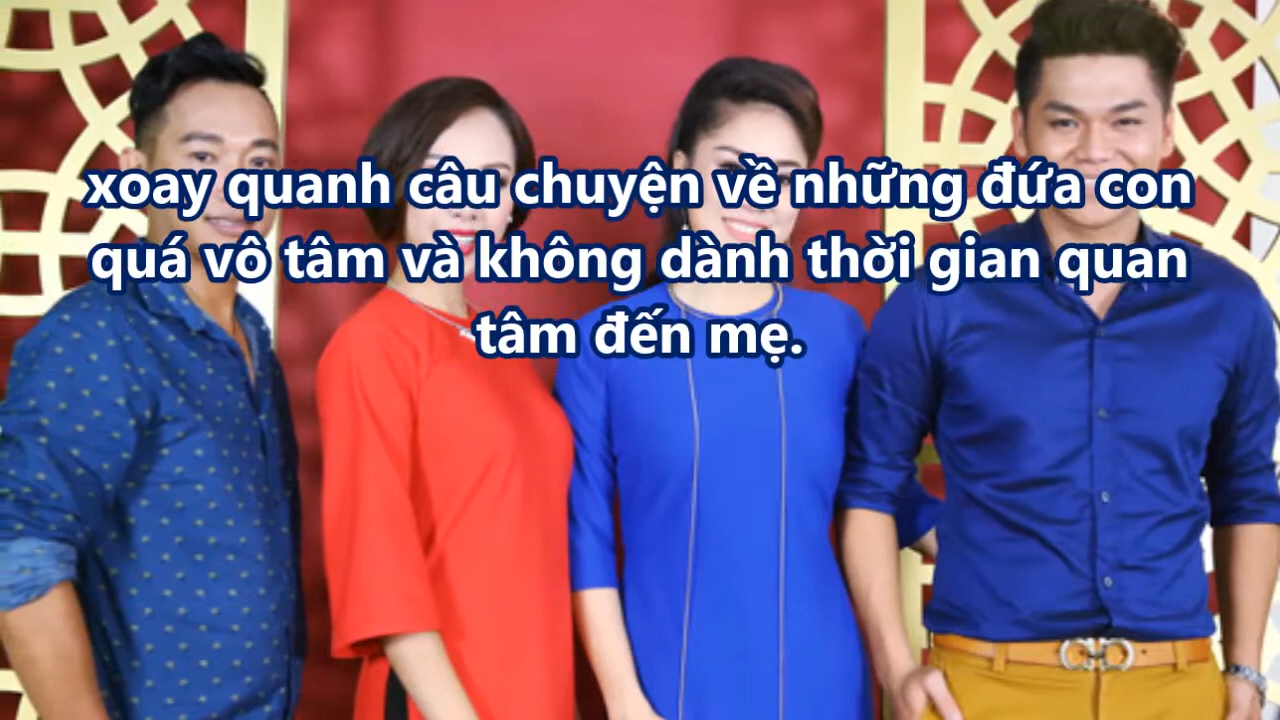 xoay quanh câu chuyện về những đứa con
quá vô tâm và không dành thời gian quan
tâm đến mẹ.